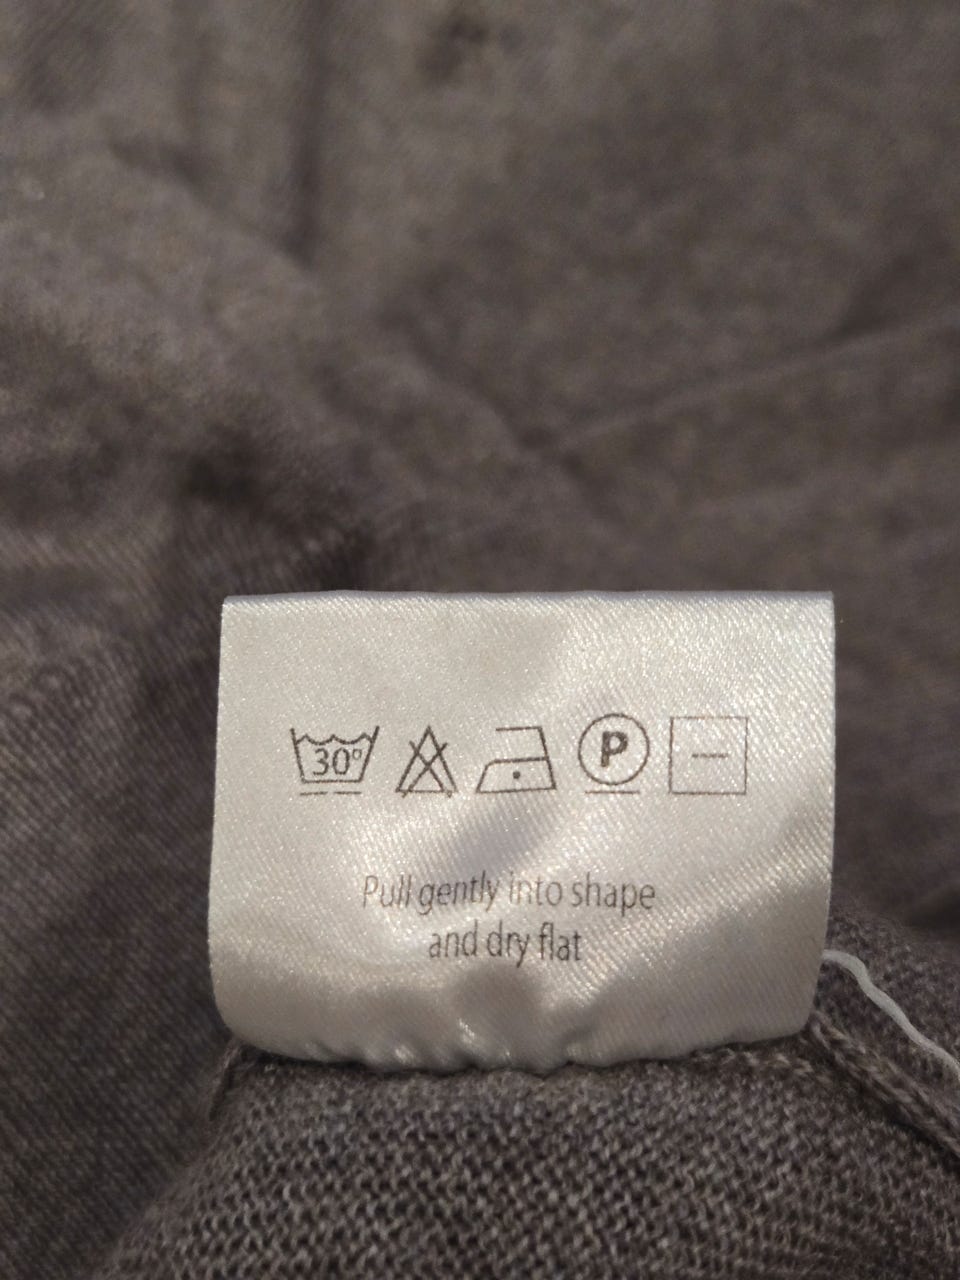 30°
P
Pull gently into shape
and dry flat